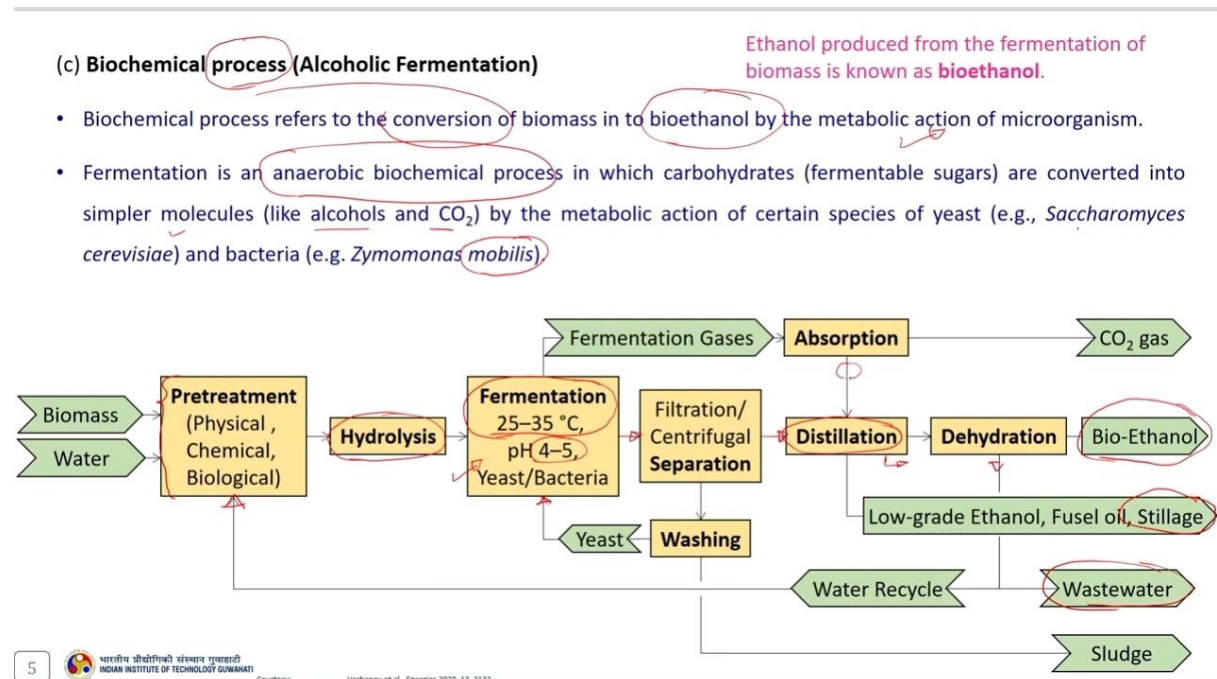 (c) Biochemical process (Alcoholic Fermentation)
Ethanol produced from the fermentation of
biomass is known as bioethanol.
• Biochemical process refers to the conversion of biomass in to bioethanol by the metabolic action of microorganism.
• Fermentation is an anaerobic biochemical process in which carbohydrates (fermentable sugars) are converted into
simpler molecules (like alcohols and CO₂) by the metabolic action of certain species of yeast (e.g., Saccharomyces
cerevisiae) and bacteria (e.g. Zymomonas mobilis).
Fermentation Gases
Absorption
CO₂ gas
Biomass
Water
Pretreatment
(Physical ,
Chemical,
Biological)
Hydrolysis
Fermentation
25–35 °C,
pH 4–5,
Yeast/Bacteria
Filtration/
Centrifugal
Separation
Distillation
Dehydration
Bio-Ethanol
Low-grade Ethanol, Fusel oil, Stillage
Yeast
Washing
Water Recycle
Wastewater
Sludge
5
भारतीय प्रौद्योगिकी संस्थान गुवाहाटी
INDIAN INSTITUTE OF TECHNOLOGY GUWAHATI